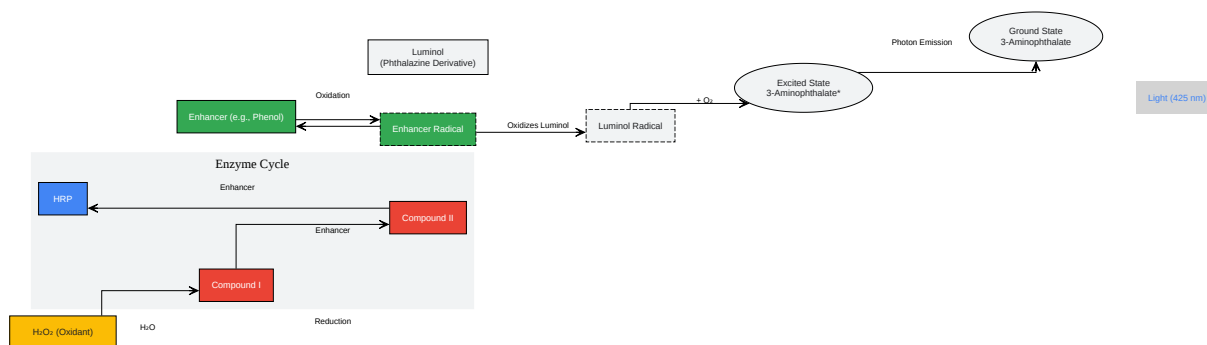 Ground State
3-Aminophthalate
Photon Emission
Luminol
(Phthalazine Derivative)
Excited State
3-Aminophthalate*
Oxidation
+ O₂
Light (425 nm)
Enhancer (e.g., Phenol)
Enhancer Radical
Oxidizes Luminol
Luminol Radical
Enzyme Cycle
Enhancer
HRP
Compound II
Enhancer
Compound I
H₂O₂ (Oxidant)
H₂O
Reduction